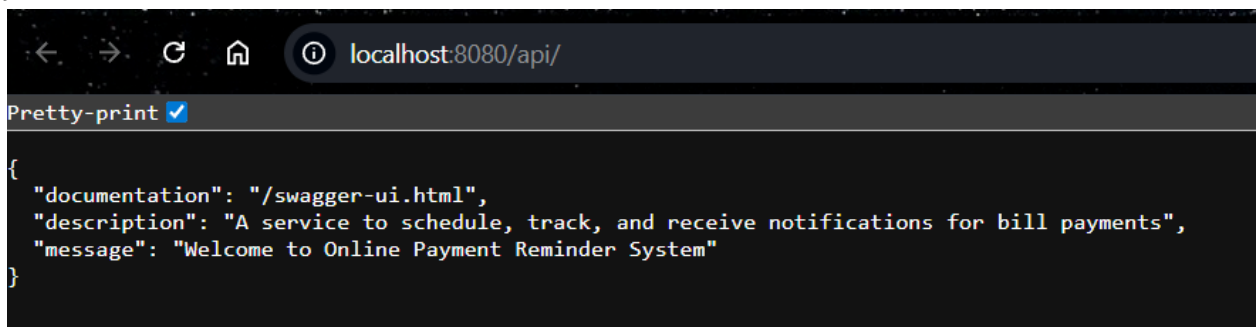 localhost:8080/api/
Pretty-print
{
"documentation": "/swagger-ui.html",
"description": "A service to schedule, track, and receive notifications for bill payments",
"message": "Welcome to Online Payment Reminder System"
}